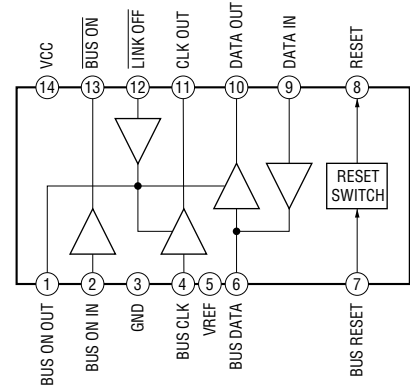 VCC
BUS ON
LINK OFF
CLK OUT
DATA OUT
DATA IN
RESET
14
13
12
11
10
9
8
RESET
SWITCH
1
2
3
4
5
6
7
BUS ON OUT
BUS ON IN
GND
BUS CLK
VREF
BUS DATA
BUS RESET